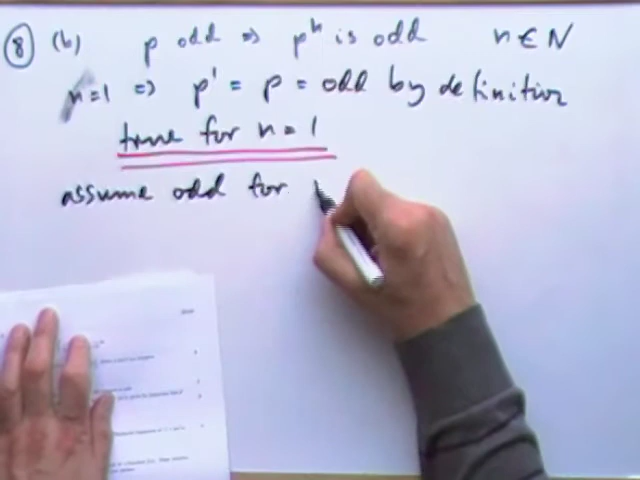 8 (b) p odd ⇒ pⁿ is odd n ∈ N
n=1 ⇒ p¹ = p = odd by definition
true for n = 1
assume odd for